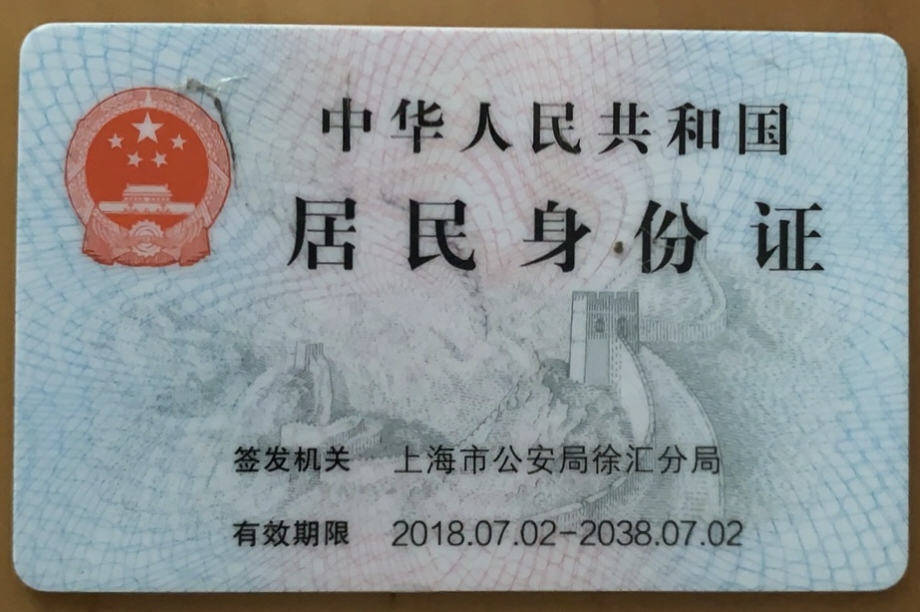 中华人民共和国
居民身份证
签发机关 上海市公安局徐汇分局
有效期限 2018.07.02-2038.07.02